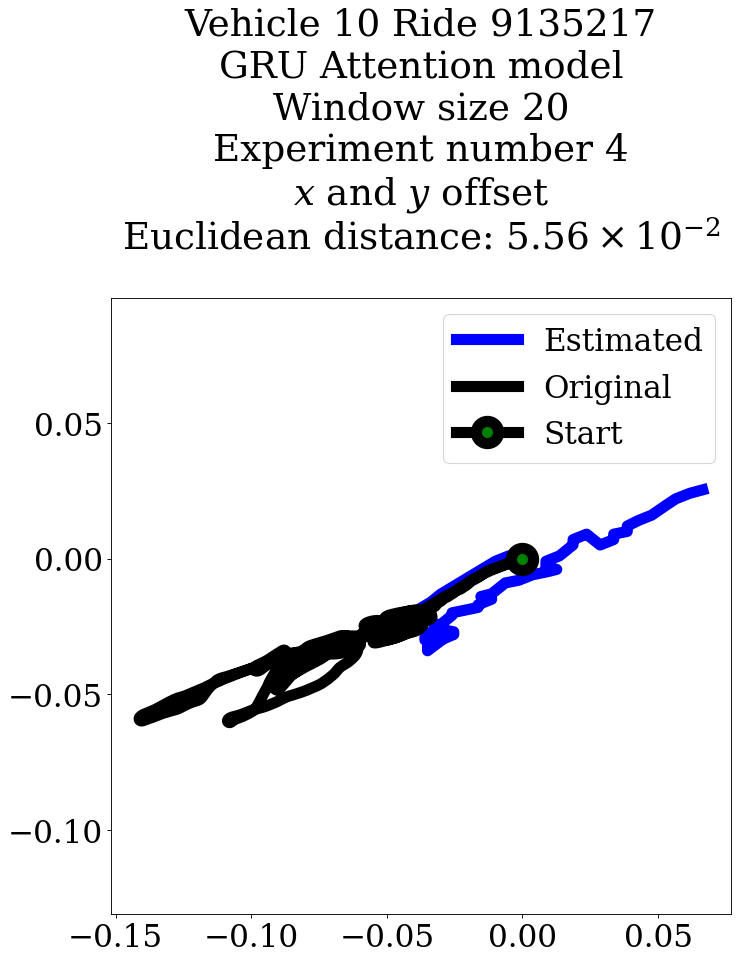 Vehicle 10 Ride 9135217
GRU Attention model
Window size 20
Experiment number 4
x and y offset
Euclidean distance: 5.56 × 10⁻²
Estimated
Original
Start
0.05
0.00
−0.05
−0.10
−0.15 −0.10 −0.05 0.00 0.05